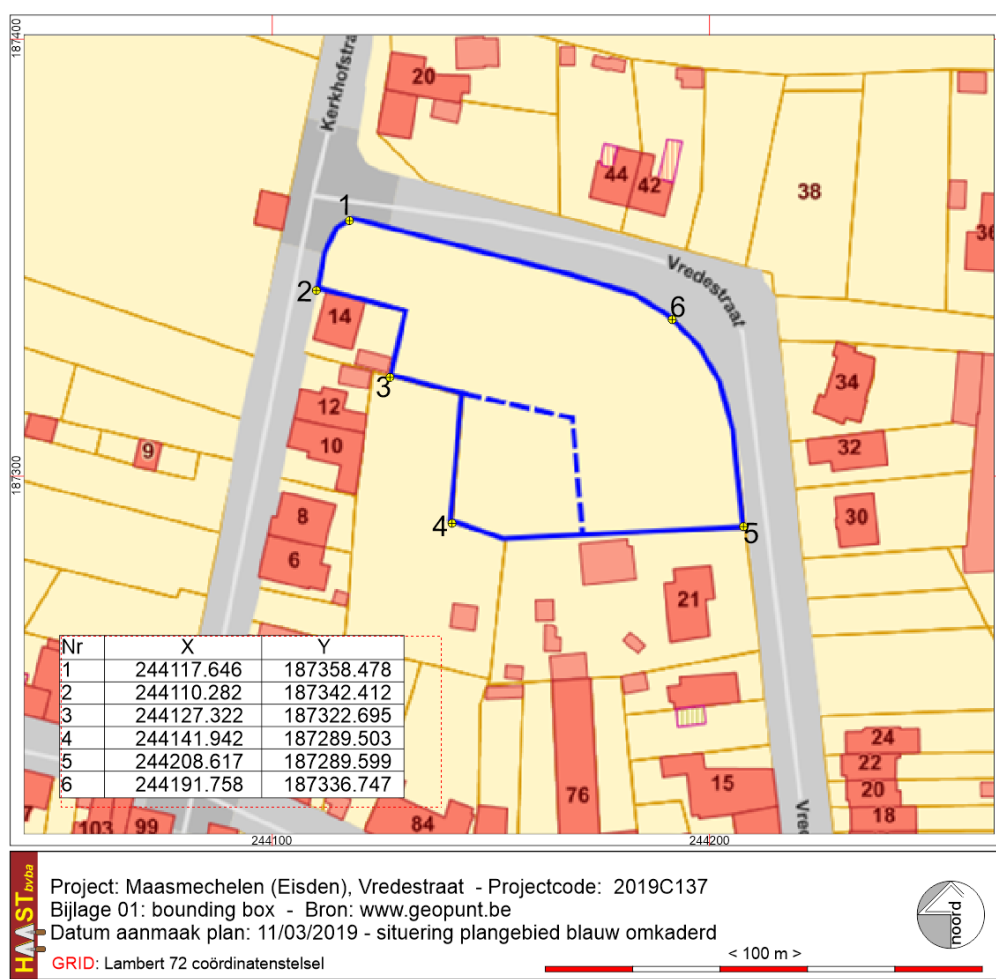 187400
Kerkhofstra
20
44
42
38
36
1
Vredestraat
2
14
6
3
34
12
10
32
9
187300
8
4
30
5
6
21
Nr X Y
1 244117.646 187358.478
2 244110.282 187342.412
3 244127.322 187322.695
4 244141.942 187289.503
5 244208.617 187289.599
6 244191.758 187336.747
24
22
15
20
76
18
7
103
99
84
Vred
244100
244200
HAAST bvba
Project: Maasmechelen (Eisden), Vredestraat - Projectcode: 2019C137
Bijlage 01: bounding box - Bron: www.geopunt.be
Datum aanmaak plan: 11/03/2019 - situering plangebied blauw omkaderd
GRID: Lambert 72 coördinatenstelsel
< 100 m >
noord